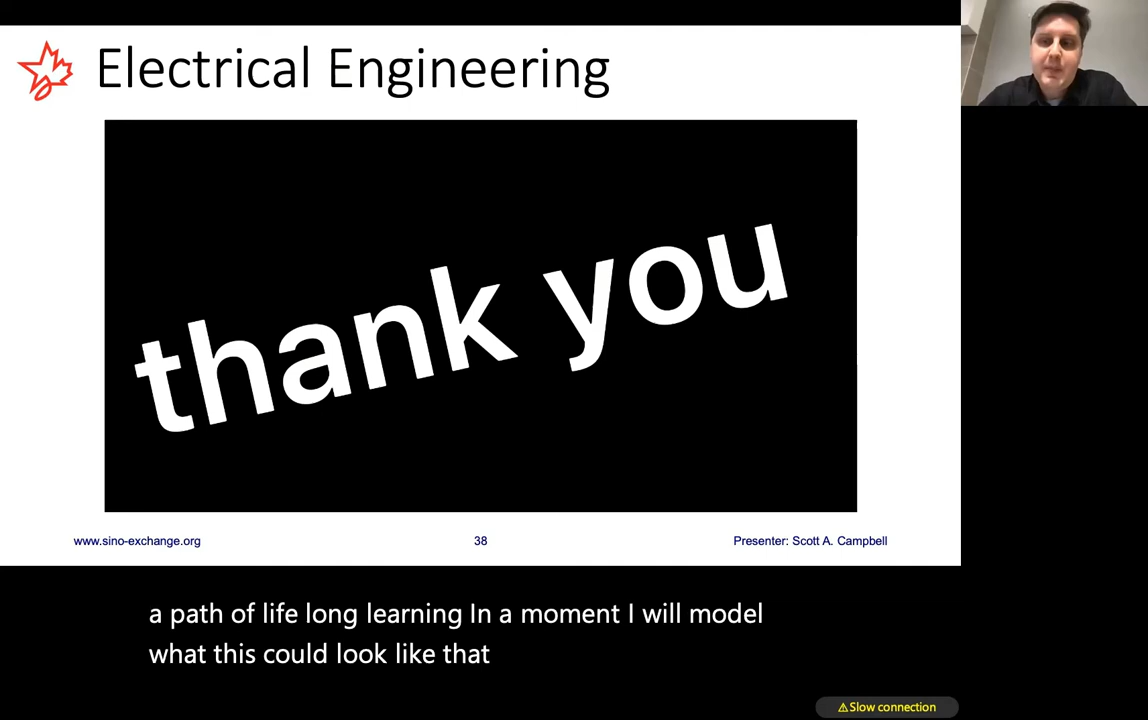 Electrical Engineering
thank you
www.sino-exchange.org
38
Presenter: Scott A. Campbell
a path of life long learning In a moment I will model
what this could look like that
⚠Slow connection